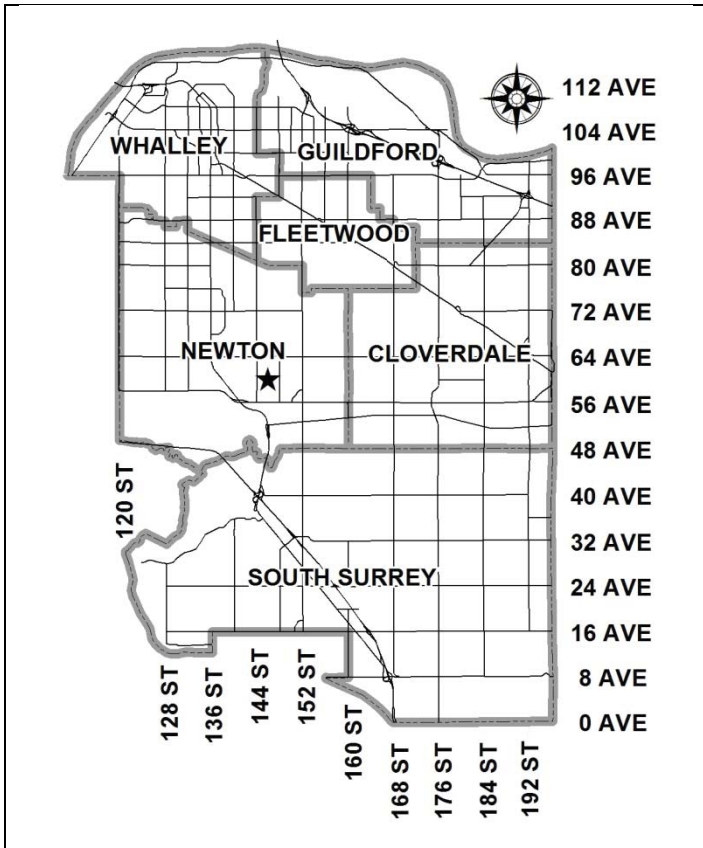 112 AVE
104 AVE
WHALLEY
GUILDFORD
96 AVE
88 AVE
FLEETWOOD
80 AVE
72 AVE
NEWTON
CLOVERDALE
64 AVE
56 AVE
48 AVE
120 ST
40 AVE
32 AVE
SOUTH SURREY
24 AVE
16 AVE
128 ST
136 ST
144 ST
152 ST
160 ST
168 ST
176 ST
184 ST
192 ST
8 AVE
0 AVE